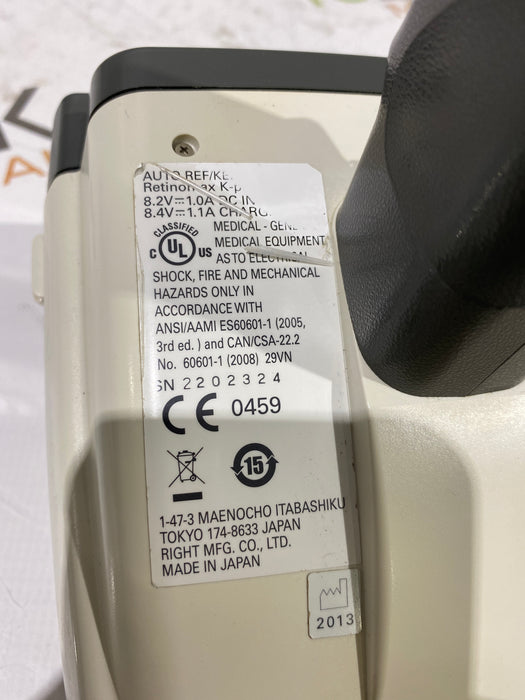 AUTO REF/KE
Retinomax K-p
8.2V⎓1.0A DC IN
8.4V⎓1.1A CHARG
CLASSIFIED
C UL US
MEDICAL - GENE
MEDICAL EQUIPMENT
AS TO ELECTRICAL
SHOCK, FIRE AND MECHANICAL
HAZARDS ONLY IN
ACCORDANCE WITH
ANSI/AAMI ES60601-1 (2005,
3rd ed. ) and CAN/CSA-22.2
No. 60601-1 (2008) 29VN
SN 2202324
CE 0459
15
1-47-3 MAENOCHO ITABASHIKU
TOKYO 174-8633 JAPAN
RIGHT MFG. CO., LTD.
MADE IN JAPAN
2013